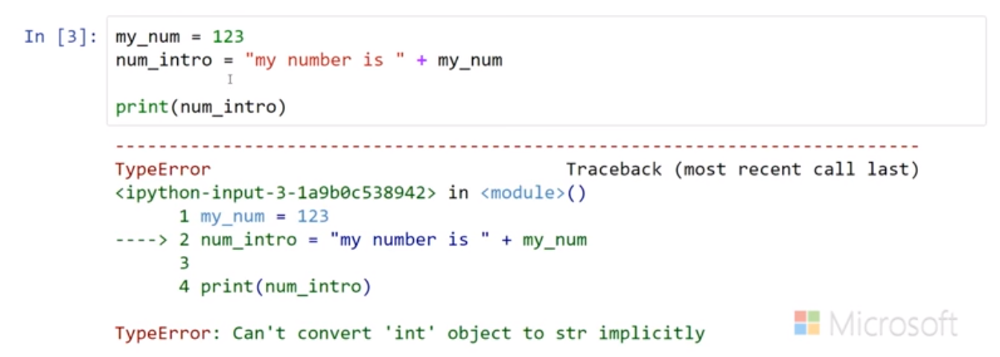 In [3]: my_num = 123
num_intro = "my number is " + my_num
print(num_intro)
---------------------------------------------------------------------------
TypeError                                 Traceback (most recent call last)
<ipython-input-3-1a9b0c538942> in <module>()
      1 my_num = 123
----> 2 num_intro = "my number is " + my_num
      3
      4 print(num_intro)
TypeError: Can't convert 'int' object to str implicitly
Microsoft